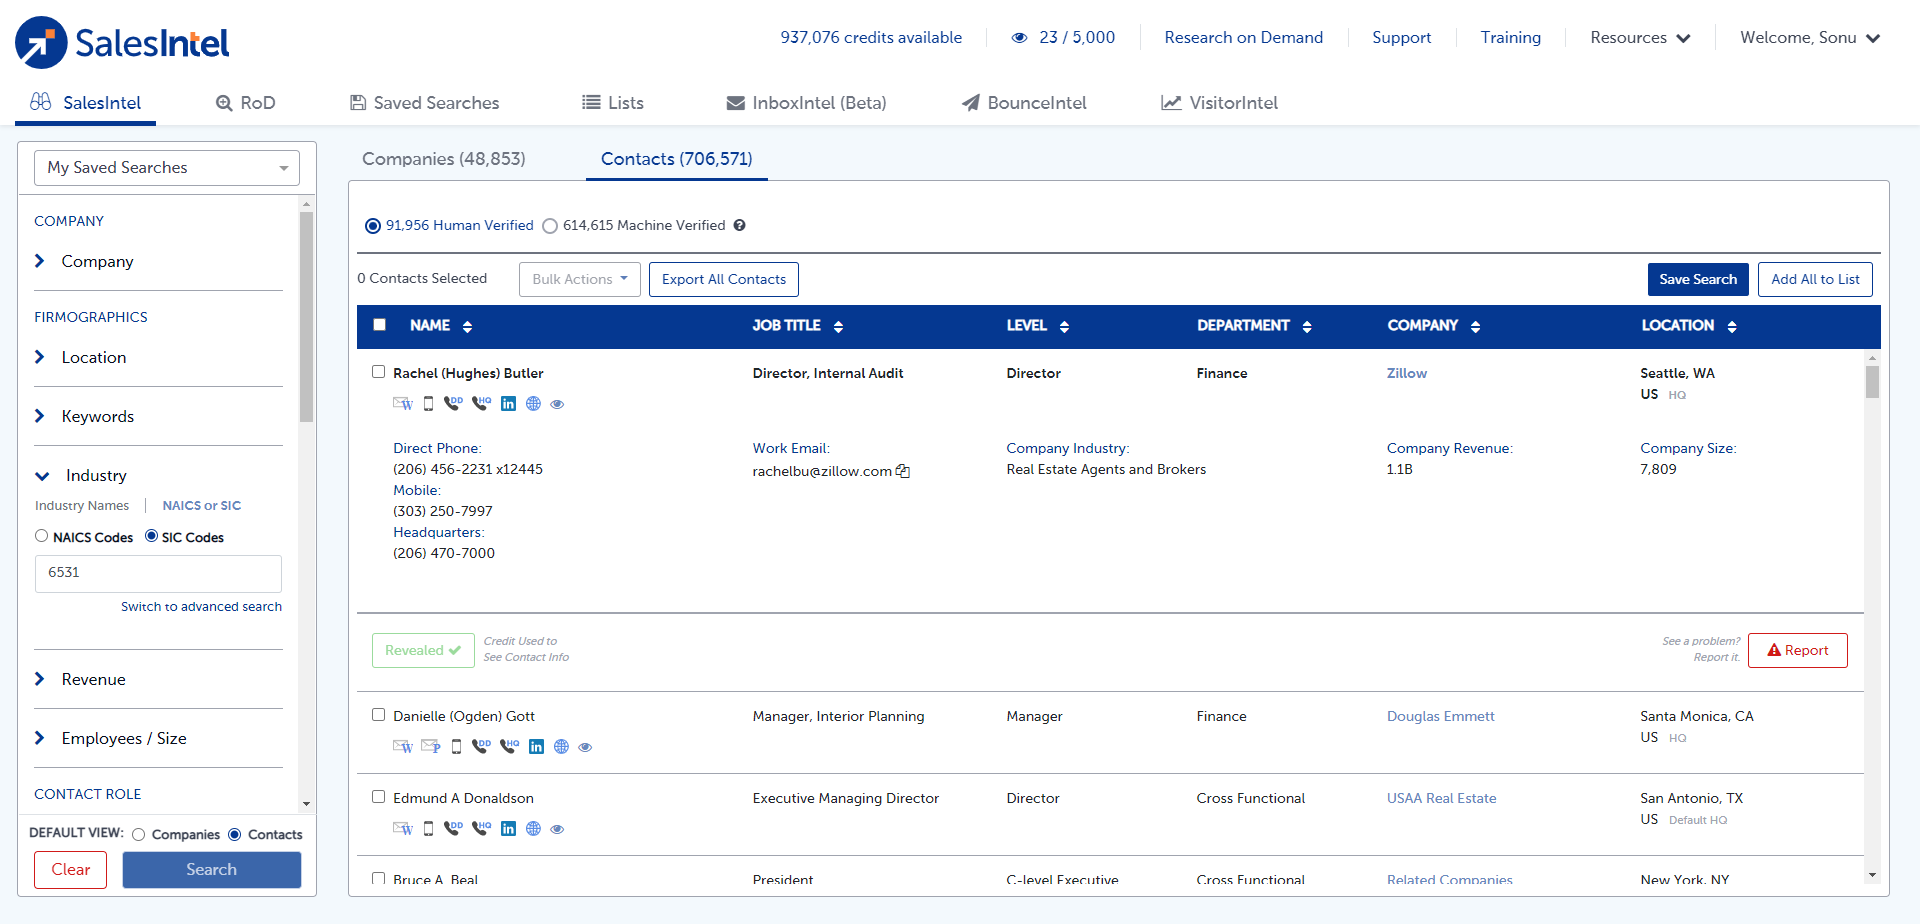 SalesIntel
937,076 credits available
23 / 5,000
Research on Demand
Support
Training
Resources
Welcome, Sonu
SalesIntel
RoD
Saved Searches
Lists
InboxIntel (Beta)
BounceIntel
VisitorIntel
My Saved Searches
COMPANY
Company
FIRMOGRAPHICS
Location
Keywords
Industry
Industry Names | NAICS or SIC
NAICS Codes SIC Codes
6531
Switch to advanced search
Revenue
Employees / Size
CONTACT ROLE
DEFAULT VIEW: Companies Contacts
Clear Search
Companies (48,853) Contacts (706,571)
91,956 Human Verified 614,615 Machine Verified
0 Contacts Selected Bulk Actions Export All Contacts Save Search Add All to List
NAME JOB TITLE LEVEL DEPARTMENT COMPANY LOCATION
Rachel (Hughes) Butler Director, Internal Audit Director Finance Zillow Seattle, WA
US HQ
Direct Phone: Work Email: Company Industry: Company Revenue: Company Size:
(206) 456-2231 x12445 rachelbu@zillow.com Real Estate Agents and Brokers 1.1B 7,809
Mobile:
(303) 250-7997
Headquarters:
(206) 470-7000
Revealed Credit Used to
See Contact Info
See a problem?
Report it. Report
Danielle (Ogden) Gott Manager, Interior Planning Manager Finance Douglas Emmett Santa Monica, CA
US HQ
Edmund A Donaldson Executive Managing Director Director Cross Functional USAA Real Estate San Antonio, TX
US Default HQ
Bruce A. Beal President C-level Executive Cross Functional Related Companies New York, NY